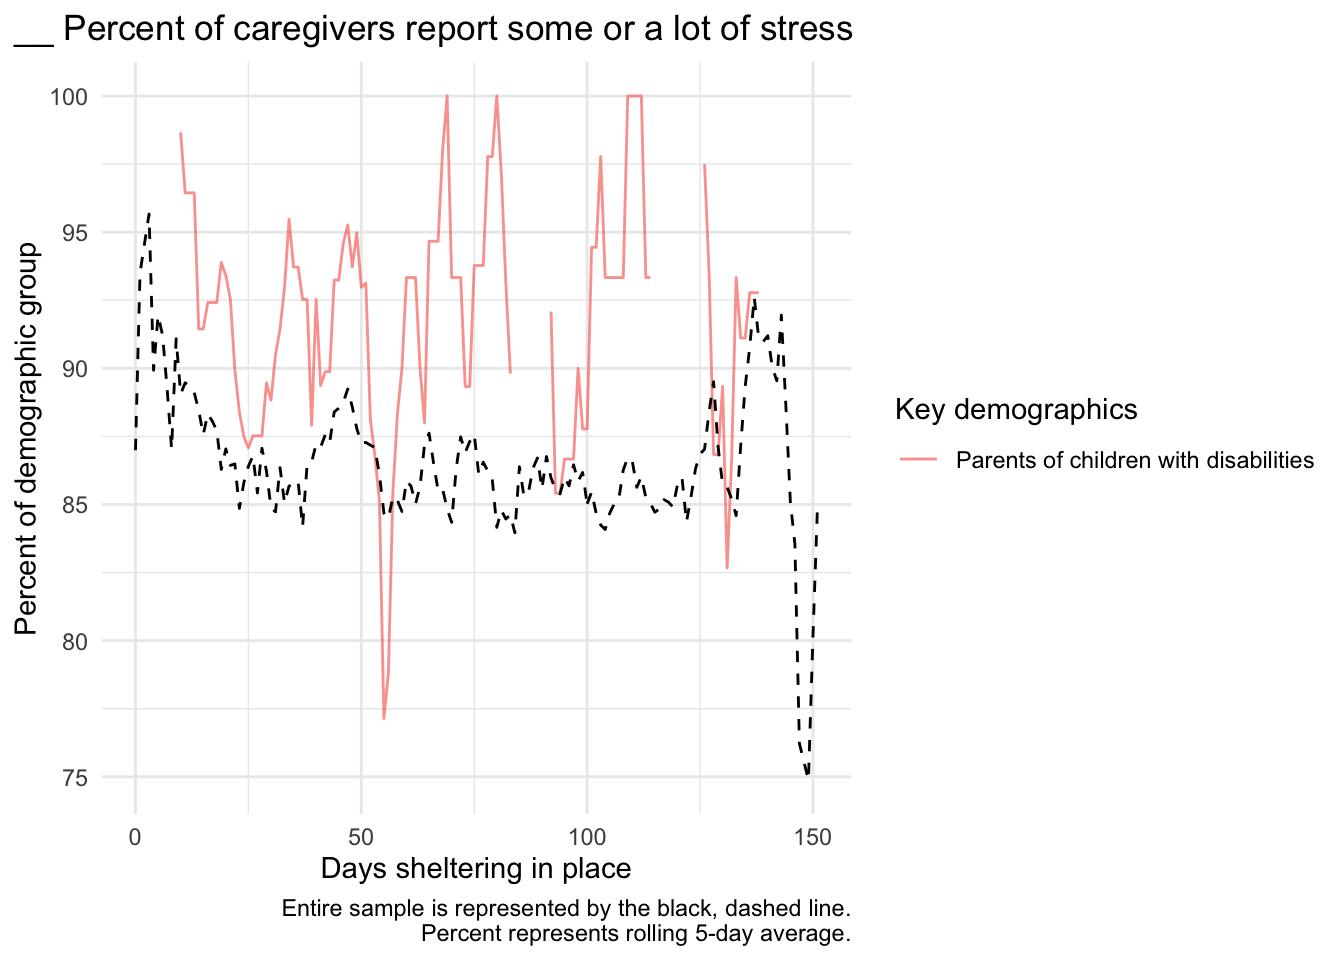 __ Percent of caregivers report some or a lot of stress
100
95
90
85
80
75
Percent of demographic group
0 50 100 150
Days sheltering in place
Key demographics
Parents of children with disabilities
Entire sample is represented by the black, dashed line.
Percent represents rolling 5-day average.